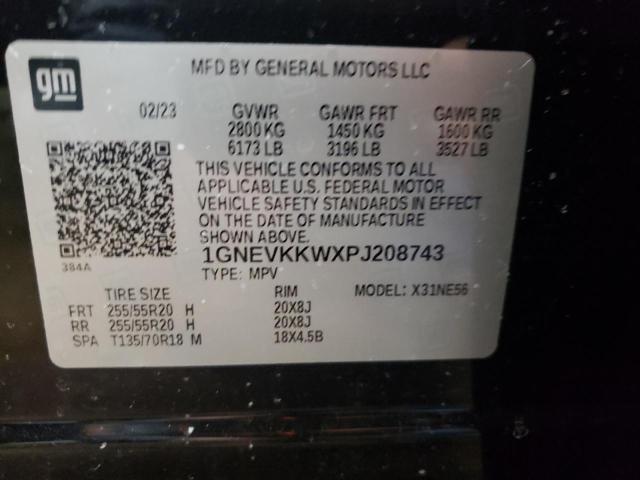 gm
MFD BY GENERAL MOTORS LLC
02/23 GVWR GAWR FRT GAWR RR
2800 KG 1450 KG 1600 KG
6173 LB 3196 LB 3527 LB
THIS VEHICLE CONFORMS TO ALL
APPLICABLE U.S. FEDERAL MOTOR
VEHICLE SAFETY STANDARDS IN EFFECT
ON THE DATE OF MANUFACTURE
SHOWN ABOVE.
384A
1GNEVKKWXPJ208743
TYPE: MPV
TIRE SIZE RIM MODEL: X31NE56
FRT 255/55R20 H 20X8J
RR 255/55R20 H 20X8J
SPA T135/70R18 M 18X4.5B